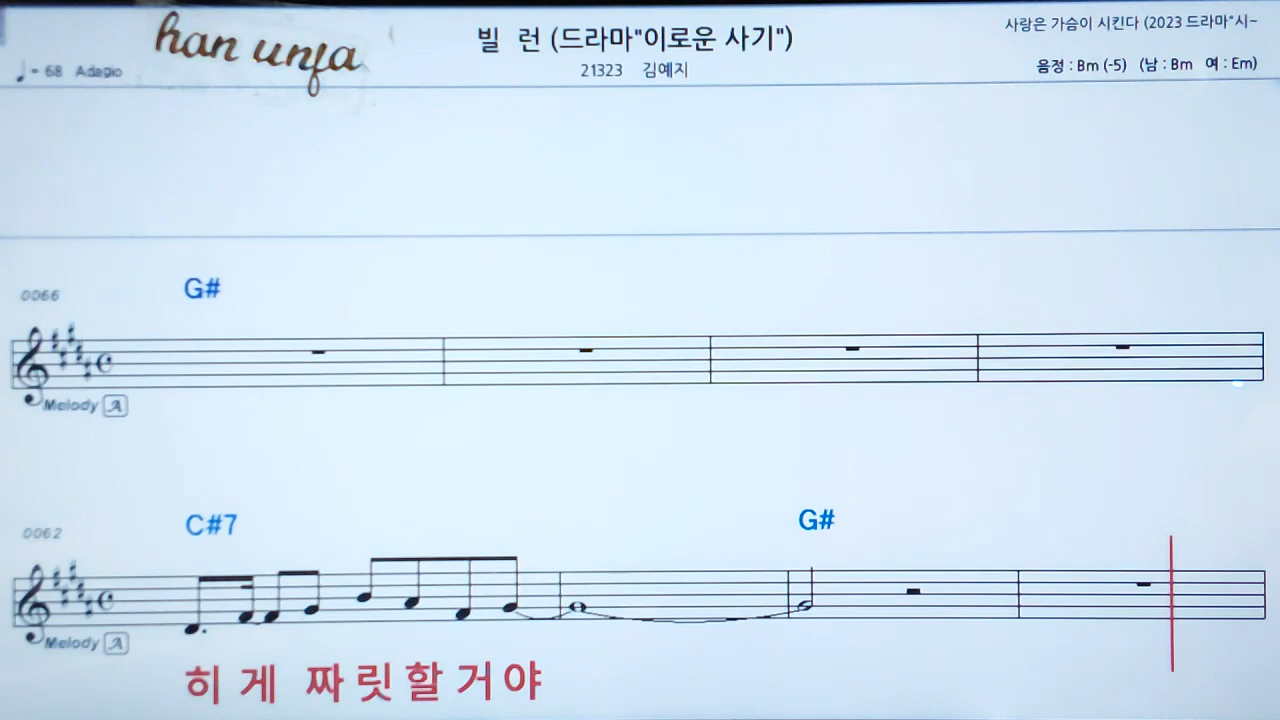 han unja
빌 런 (드라마"이로운 사기")
사랑은 가슴이 시킨다 (2023 드라마"시~
♩= 68 Adagio
21323 김예지
음정 : Bm (-5) (남 : Bm 여 : Em)
0066 G#
Melody A
0062 C#7 G#
Melody A
히 게 짜 릿 할 거 야